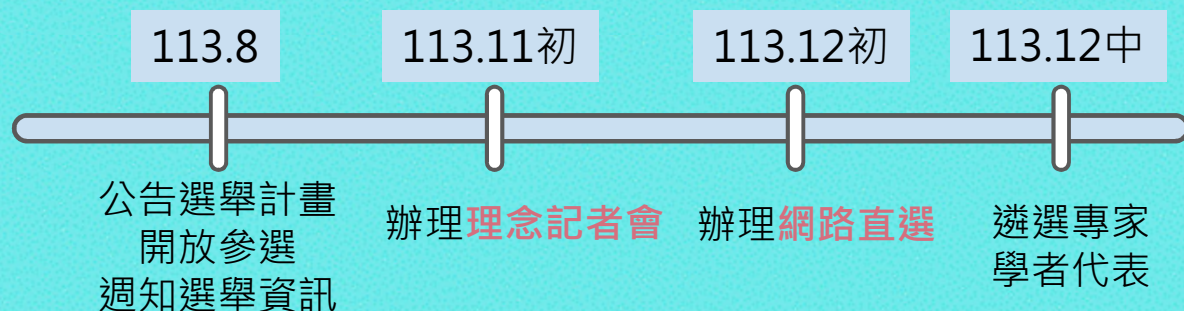 113.8
113.11初
113.12初
113.12中
公告選舉計畫
開放參選
週知選舉資訊
辦理理念記者會
辦理網路直選
遴選專家
學者代表